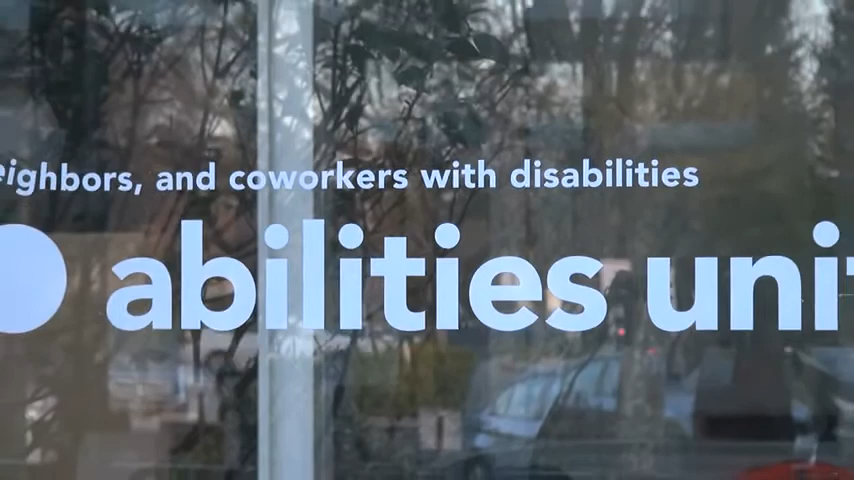 eighbors, and coworkers with disabilities
abilities uni